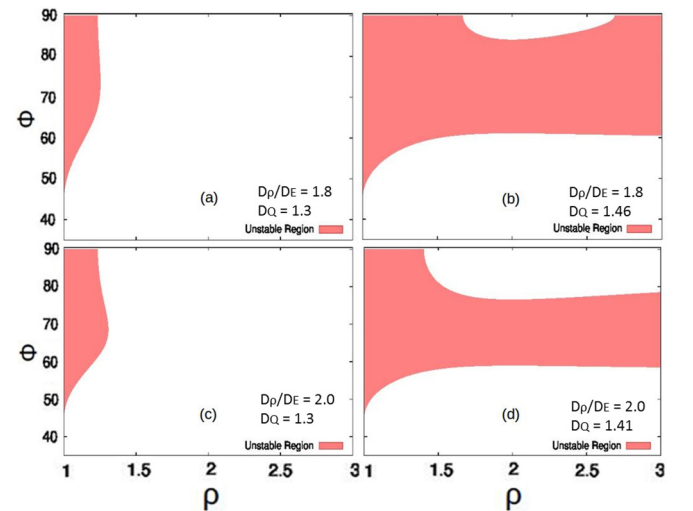 90
80
70
60
50
40
Φ
(a)
Dρ/DE = 1.8
DQ = 1.3
Unstable Region
(b)
Dρ/DE = 1.8
DQ = 1.46
Unstable Region
90
80
70
60
50
40
Φ
(c)
Dρ/DE = 2.0
DQ = 1.3
Unstable Region
(d)
Dρ/DE = 2.0
DQ = 1.41
Unstable Region
1 1.5 2 2.5 3
1 1.5 2 2.5 3
ρ ρ